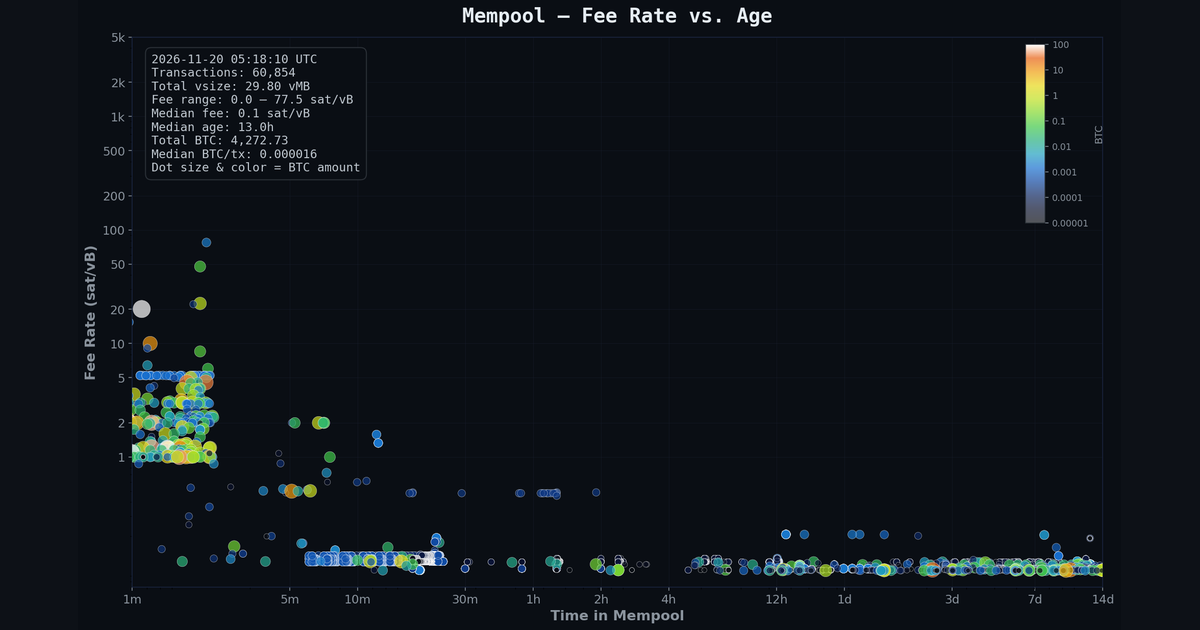 Mempool — Fee Rate vs. Age
2026-11-20 05:18:10 UTC
Transactions: 60,854
Total vsize: 29.80 vMB
Fee range: 0.0 – 77.5 sat/vB
Median fee: 0.1 sat/vB
Median age: 13.0h
Total BTC: 4,272.73
Median BTC/tx: 0.000016
Dot size & color = BTC amount
100
10
1
0.1
0.01
0.001
0.0001
0.00001
BTC
Fee Rate (sat/vB)
5k
2k
1k
500
200
100
50
20
10
5
2
1
1m 5m 10m 30m 1h 2h 4h 12h 1d 3d 7d 14d
Time in Mempool